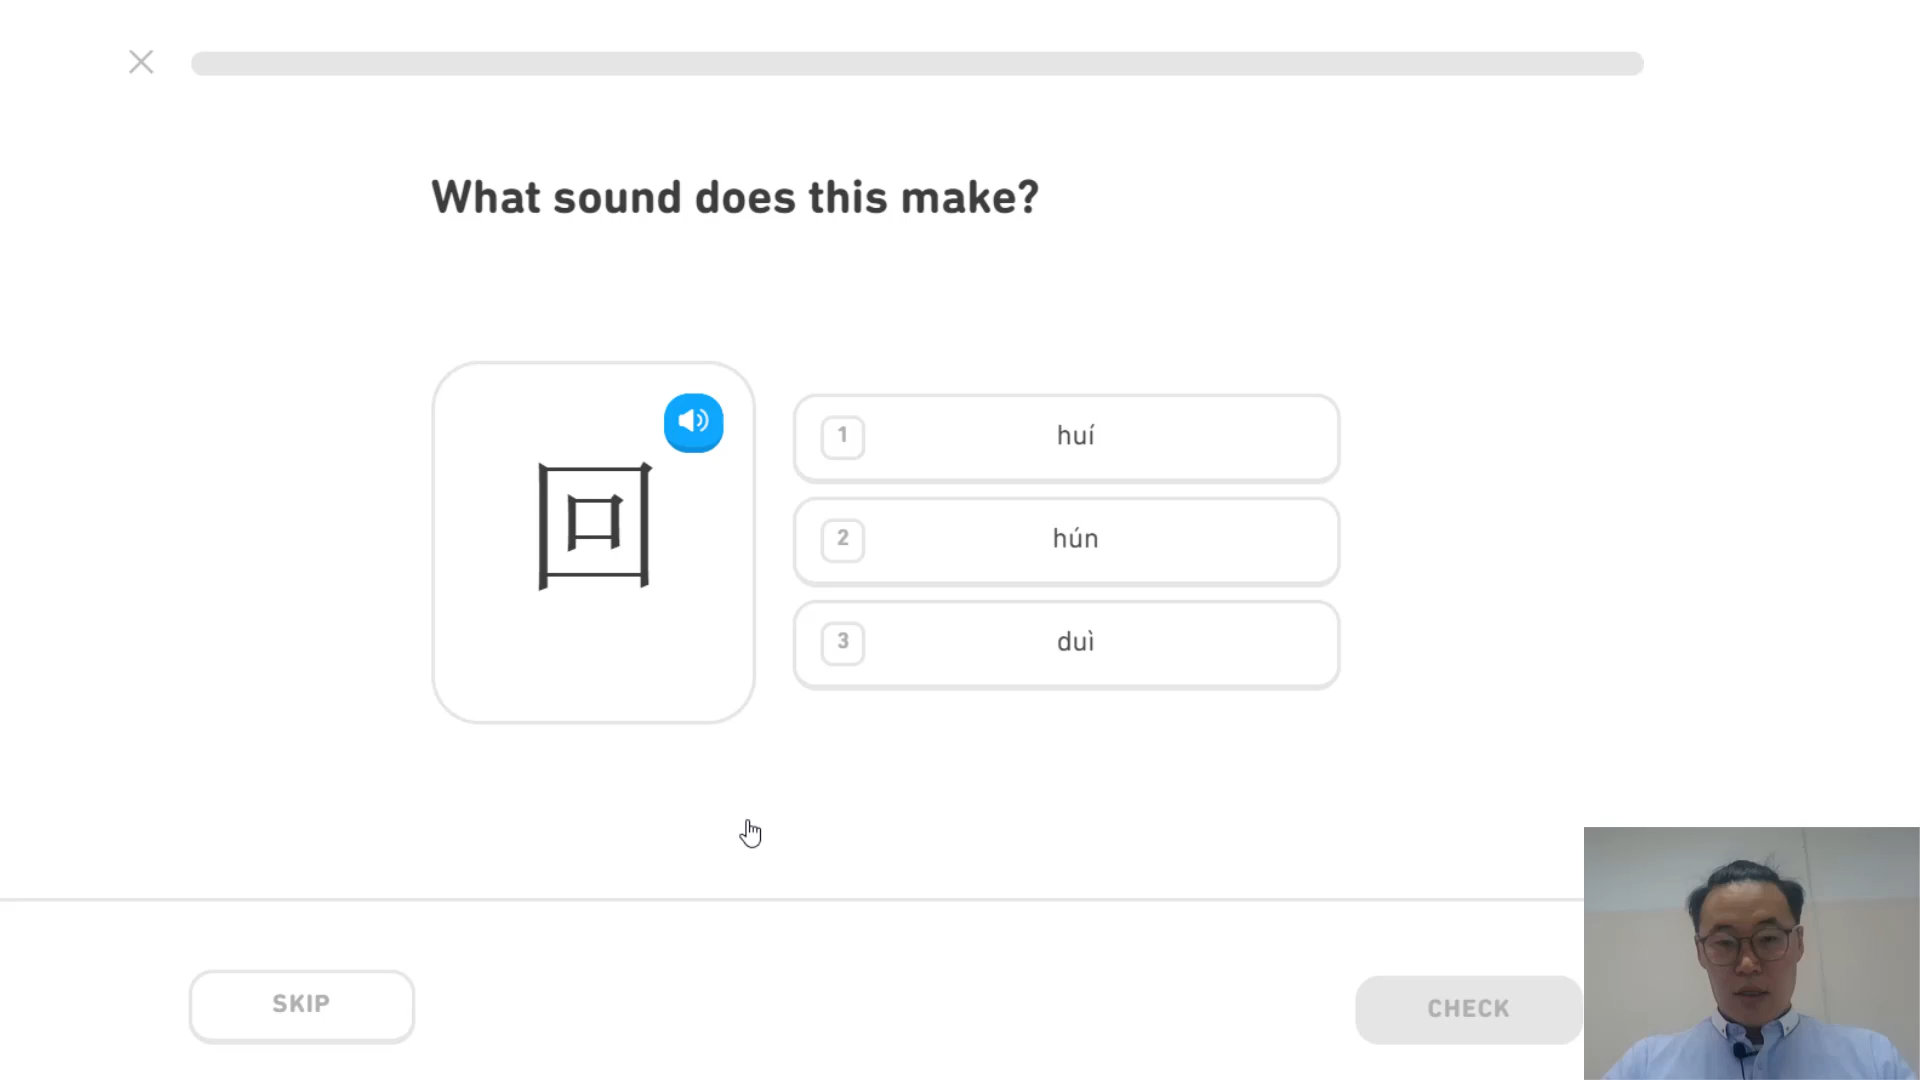 What sound does this make?
回
1 huí
2 hún
3 duì
SKIP
CHECK